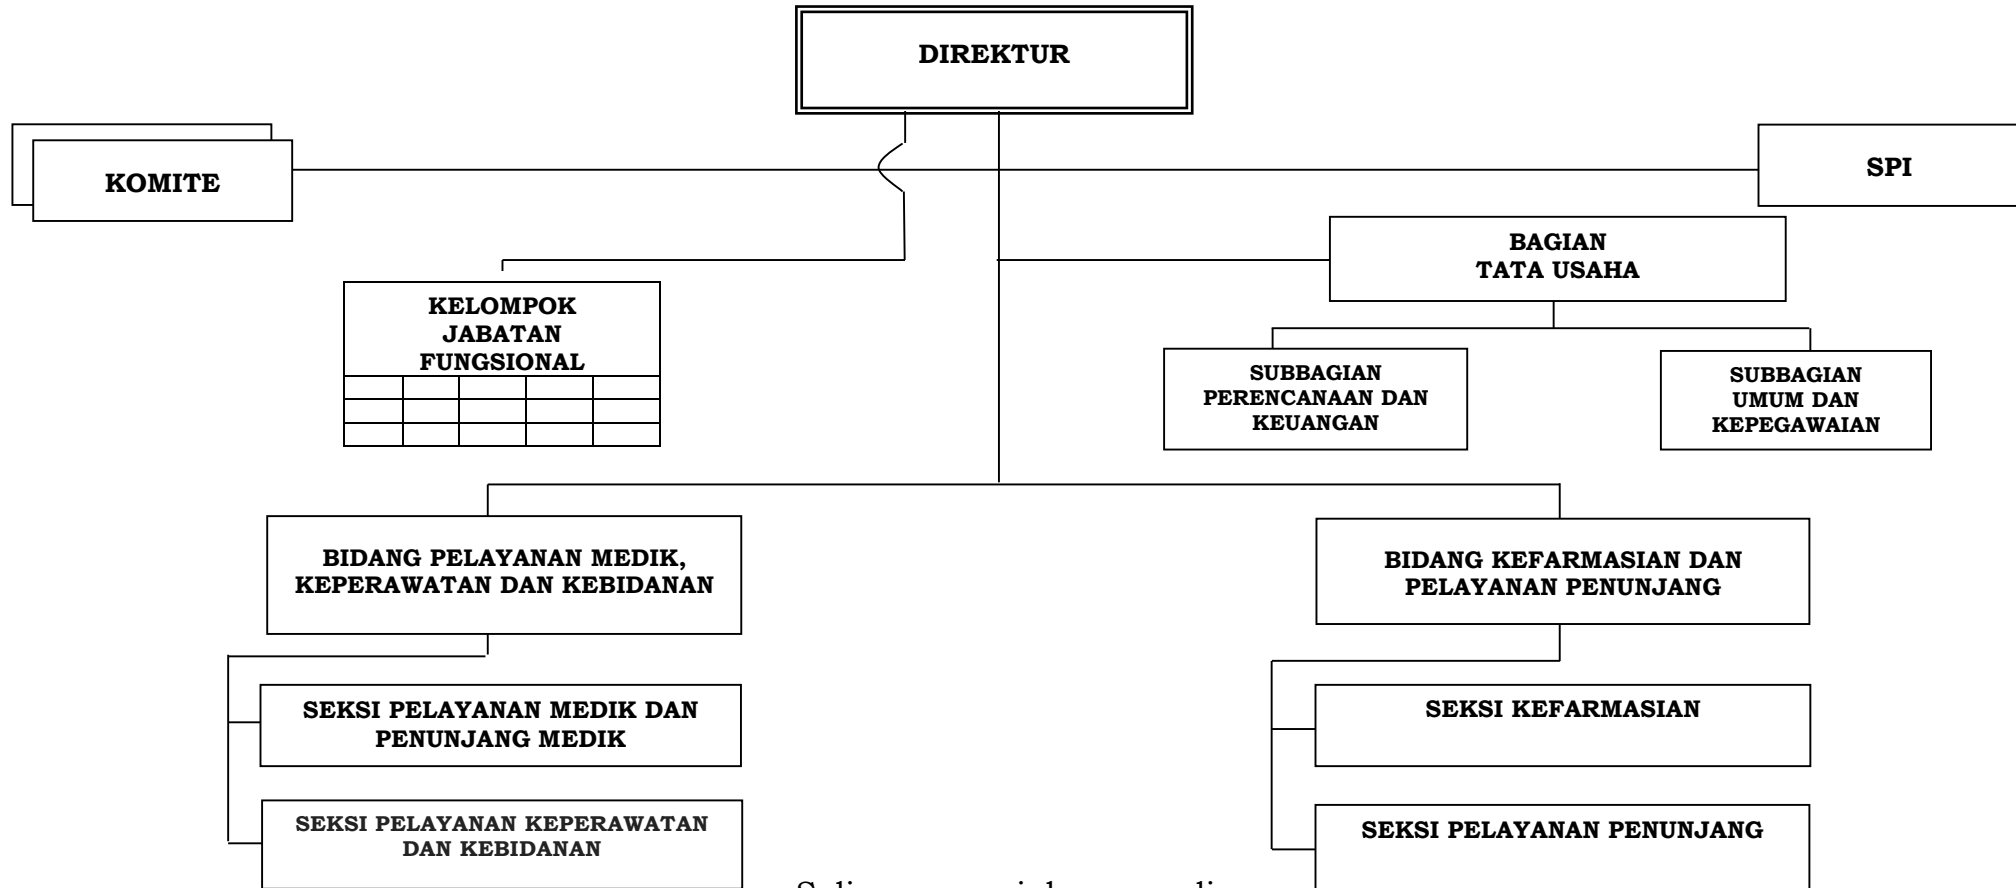 DIREKTUR
KOMITE
SPI
BAGIAN
TATA USAHA
KELOMPOK
JABATAN
FUNGSIONAL
SUBBAGIAN
PERENCANAAN DAN
KEUANGAN
SUBBAGIAN
UMUM DAN
KEPEGAWAIAN
BIDANG PELAYANAN MEDIK,
KEPERAWATAN DAN KEBIDANAN
BIDANG KEFARMASIAN DAN
PELAYANAN PENUNJANG
SEKSI PELAYANAN MEDIK DAN
PENUNJANG MEDIK
SEKSI KEFARMASIAN
SEKSI PELAYANAN KEPERAWATAN
DAN KEBIDANAN
SEKSI PELAYANAN PENUNJANG